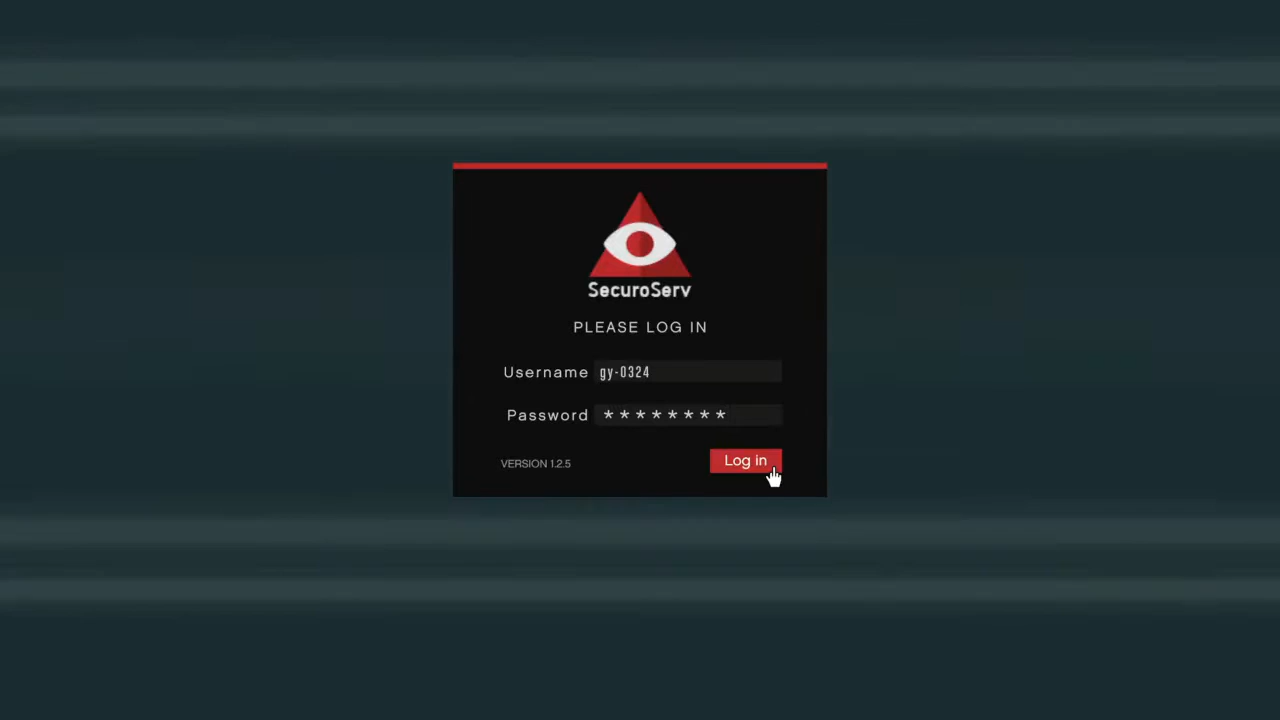 SecuroServ
PLEASE LOG IN
Username gy-0324
Password ********
VERSION 1.2.5 Log in